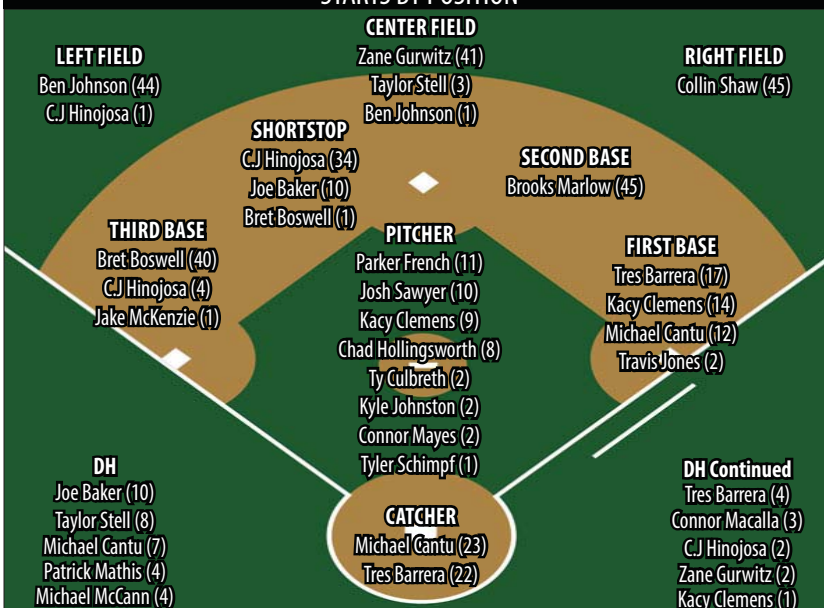 STARTS BY POSITION
CENTER FIELD
Zane Gurwitz (41)
Taylor Stell (3)
Ben Johnson (1)
LEFT FIELD
Ben Johnson (44)
C.J Hinojosa (1)
RIGHT FIELD
Collin Shaw (45)
SHORTSTOP
C.J Hinojosa (34)
Joe Baker (10)
Bret Boswell (1)
SECOND BASE
Brooks Marlow (45)
THIRD BASE
Bret Boswell (40)
C.J Hinojosa (4)
Jake McKenzie (1)
PITCHER
Parker French (11)
Josh Sawyer (10)
Kacy Clemens (9)
Chad Hollingsworth (8)
Ty Culbreth (2)
Kyle Johnston (2)
Connor Mayes (2)
Tyler Schimpf (1)
FIRST BASE
Tres Barrera (17)
Kacy Clemens (14)
Michael Cantu (12)
Travis Jones (2)
DH
Joe Baker (10)
Taylor Stell (8)
Michael Cantu (7)
Patrick Mathis (4)
Michael McCann (4)
CATCHER
Michael Cantu (23)
Tres Barrera (22)
DH Continued
Tres Barrera (4)
Connor Macalla (3)
C.J Hinojosa (2)
Zane Gurwitz (2)
Kacy Clemens (1)